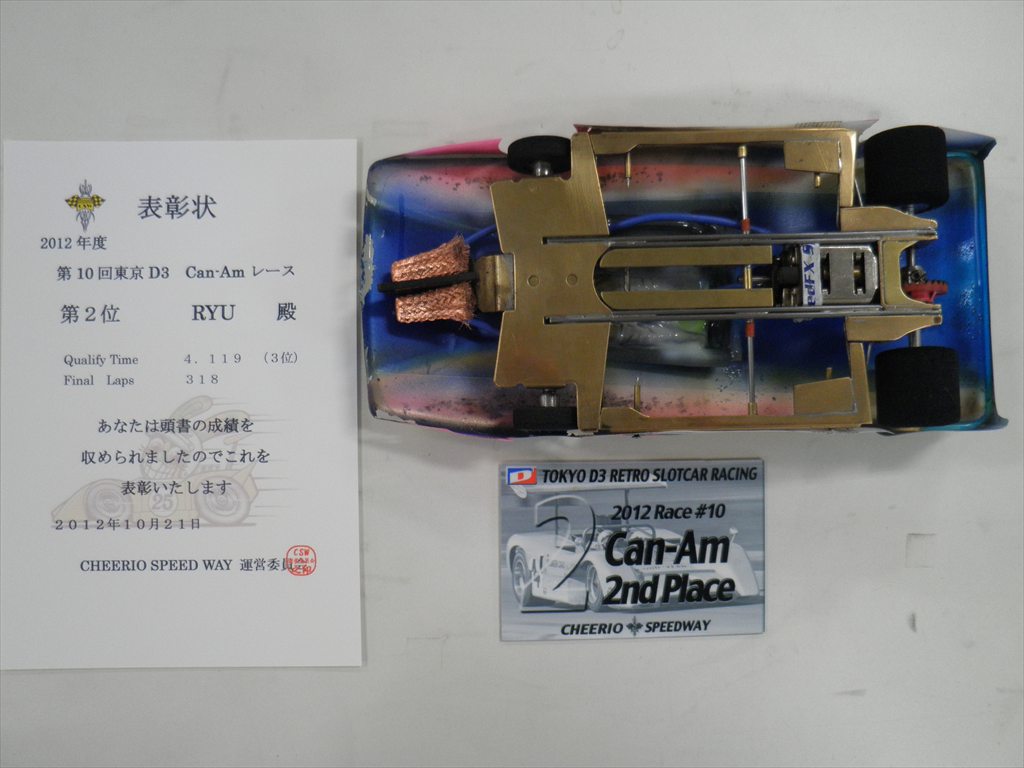 表彰状
2012年度
第10回東京D3 Can-Amレース
第2位 RYU 殿
Qualify Time ４．１１９ （３位）
Final Laps ３１８
あなたは頭書の成績を
収められましたのでこれを
表彰いたします
２０１２年１０月２１日
CHEERIO SPEED WAY 運営委員
CSW
edFX
D TOKYO D3 RETRO SLOTCAR RACING
2012 Race #10
Can-Am
2nd Place
CHEERIO SPEEDWAY